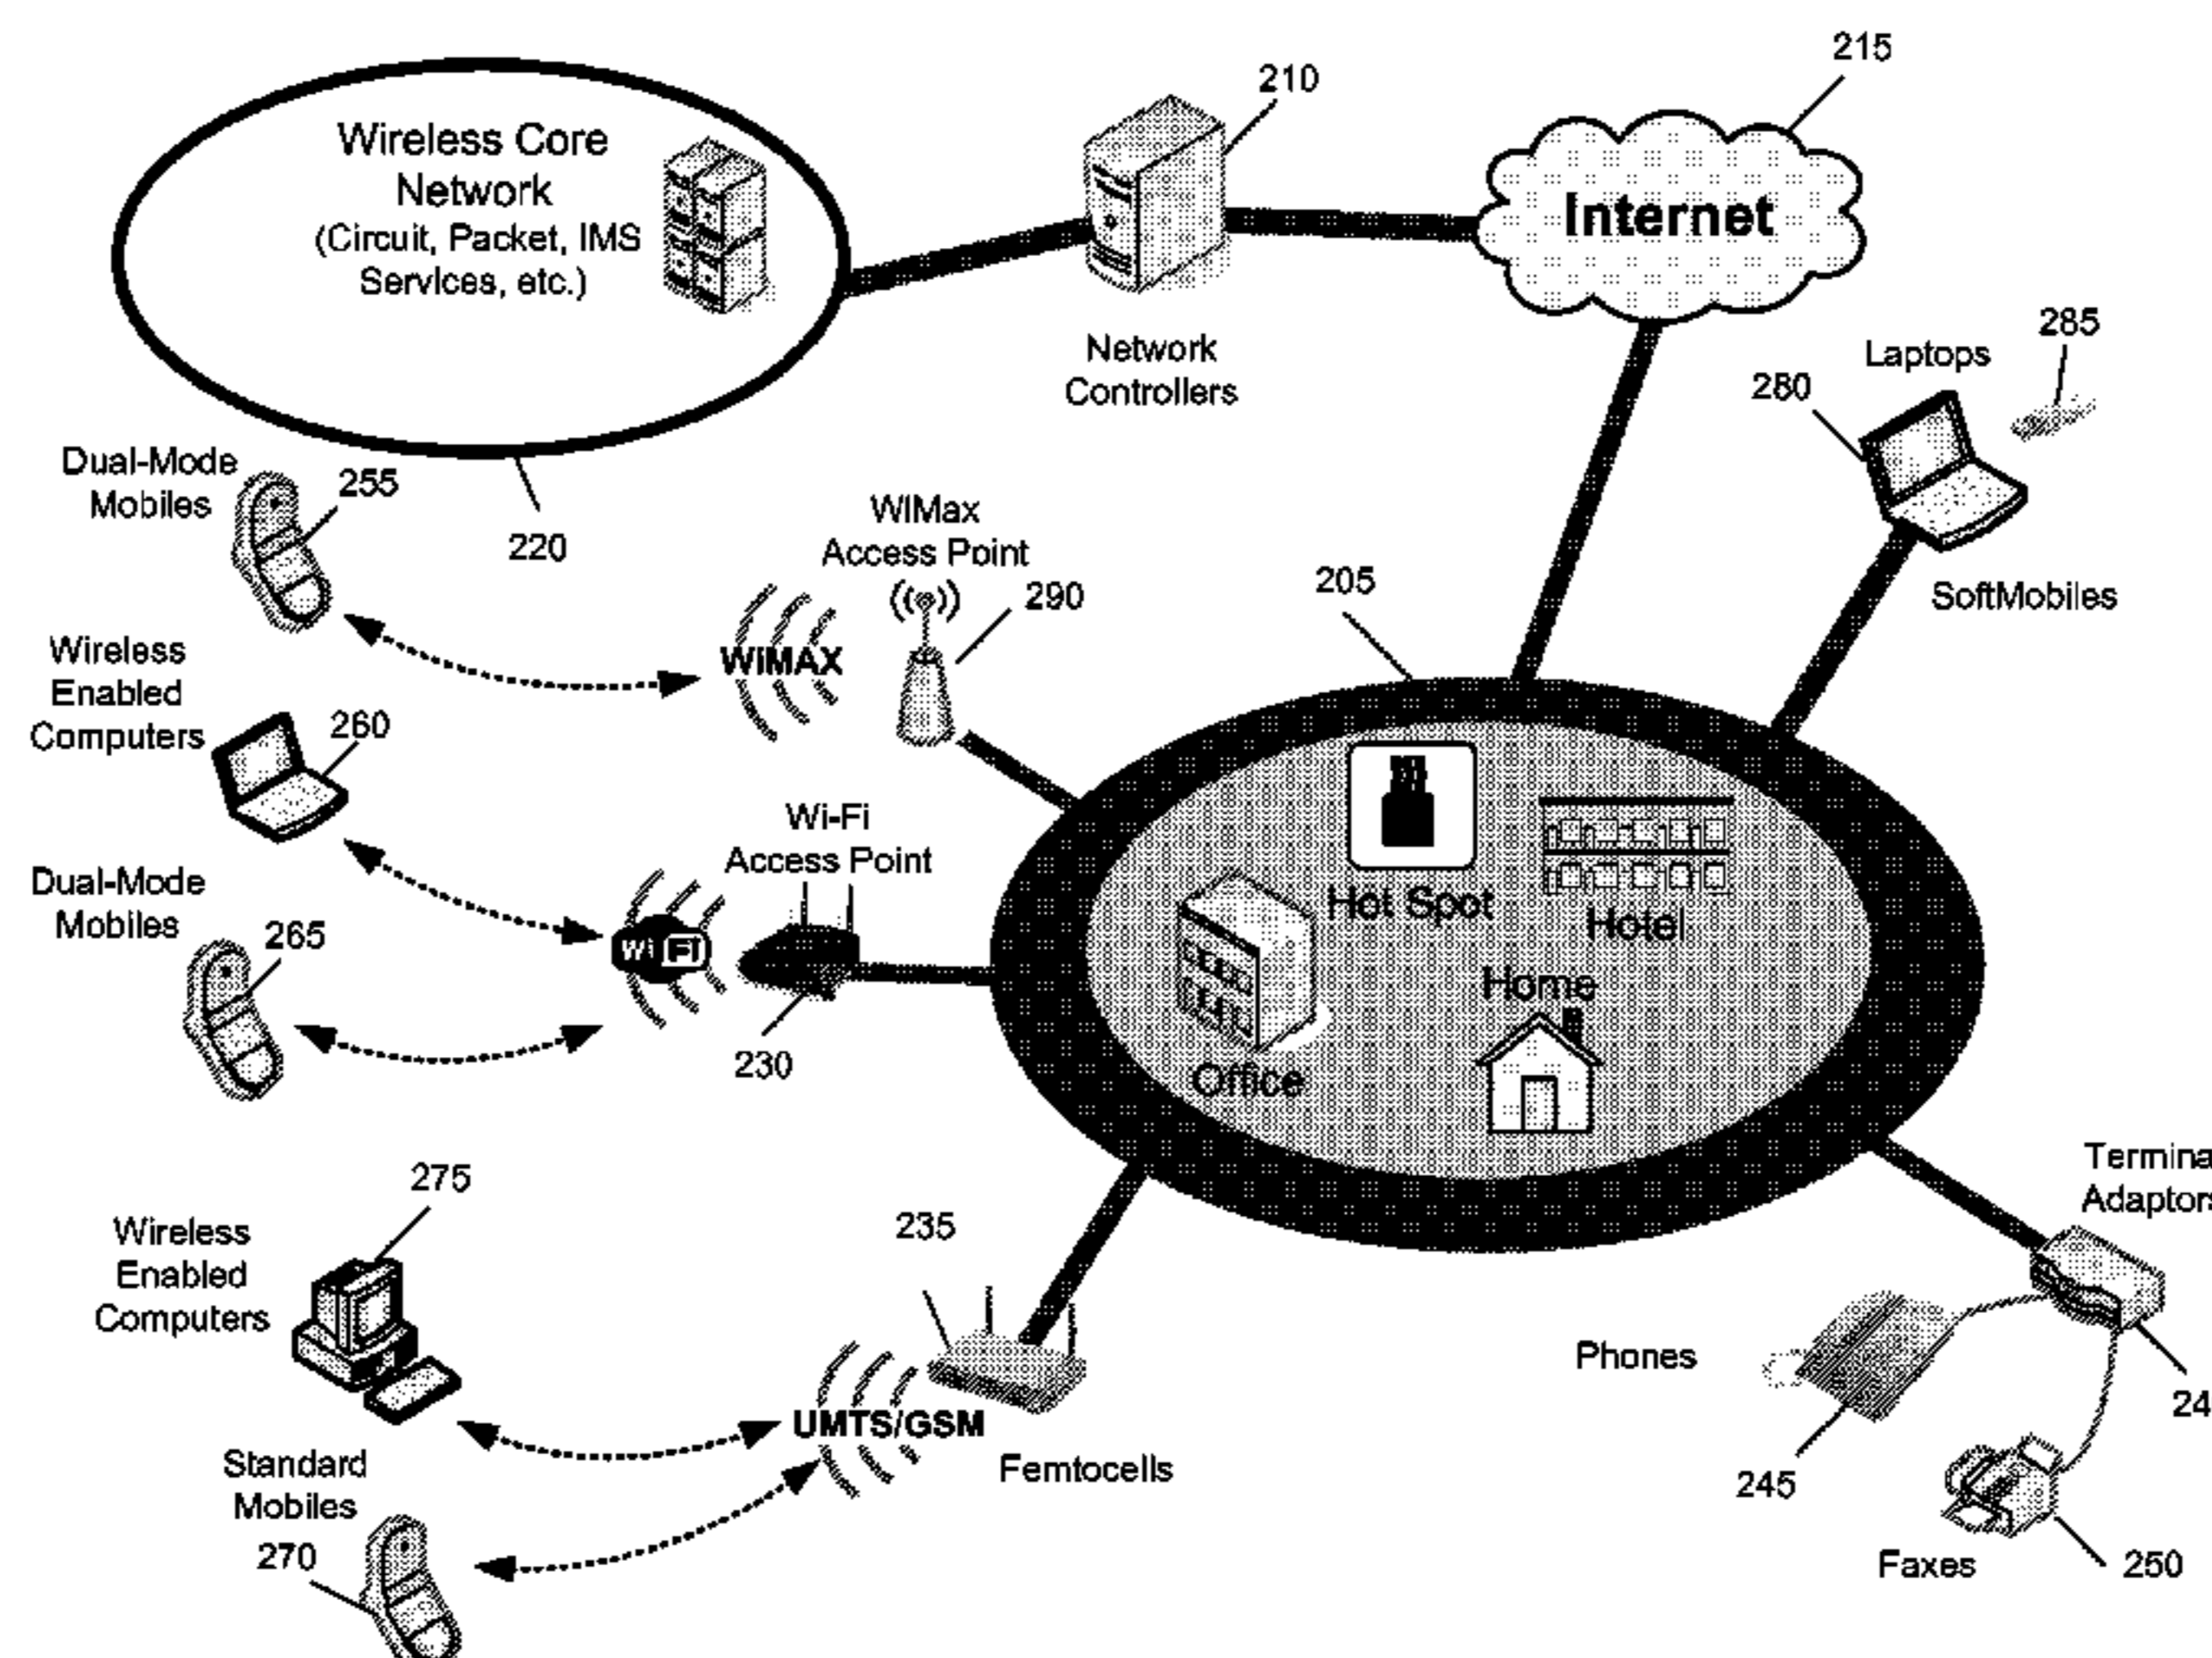 215
210
Wireless Core
Network
(Circuit, Packet, IMS
Services, etc.)
Internet
285
Laptops
280
Network
Controllers
Dual-Mode
Mobiles
255
220
WiMax
Access Point
290
205
SoftMobiles
Wireless
Enabled
Computers
260
WiMAX
Wi-Fi
Access Point
Dual-Mode
Mobiles
265
Wi Fi
230
Hot Spot
Hotel
Home
Office
275
Wireless
Enabled
Computers
235
Termina
Adaptors
Phones
24
UMTS/GSM
Femtocells
245
Standard
Mobiles
270
Faxes
250